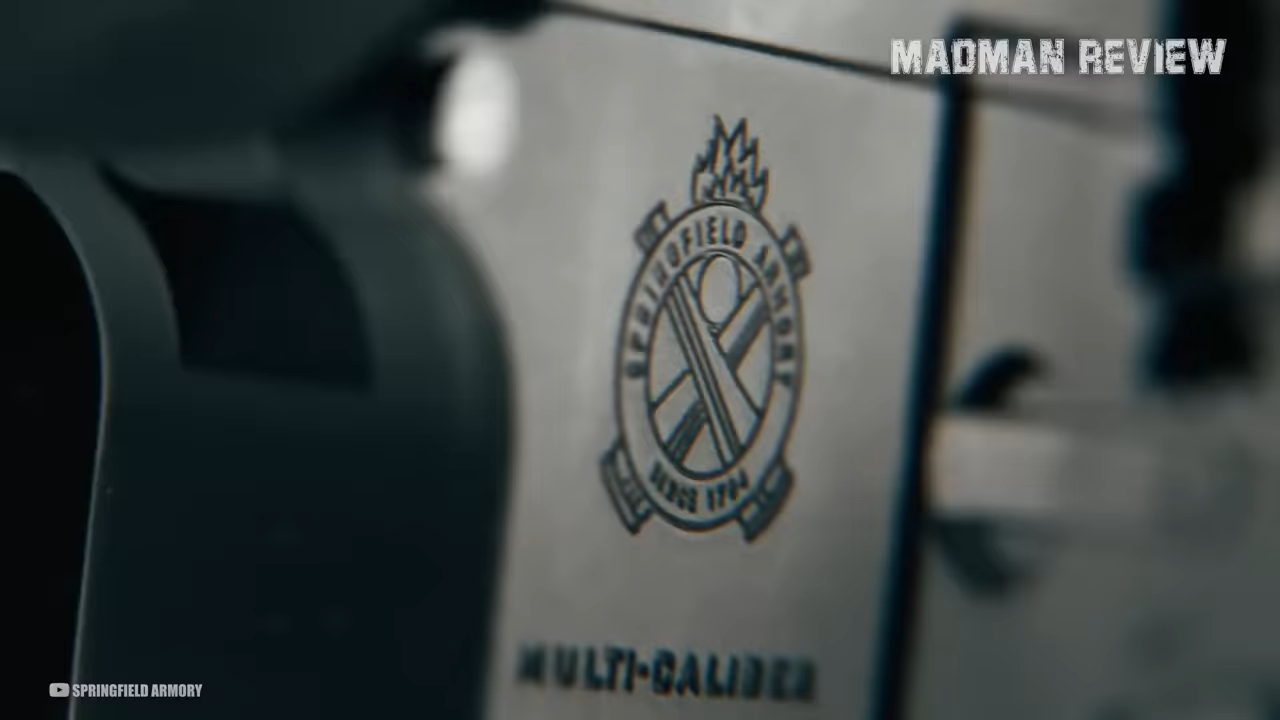 MADMAN REVIEW
SPRINGFIELD ARMORY
SINCE 1794
MULTI-CALIBER
SPRINGFIELD ARMORY